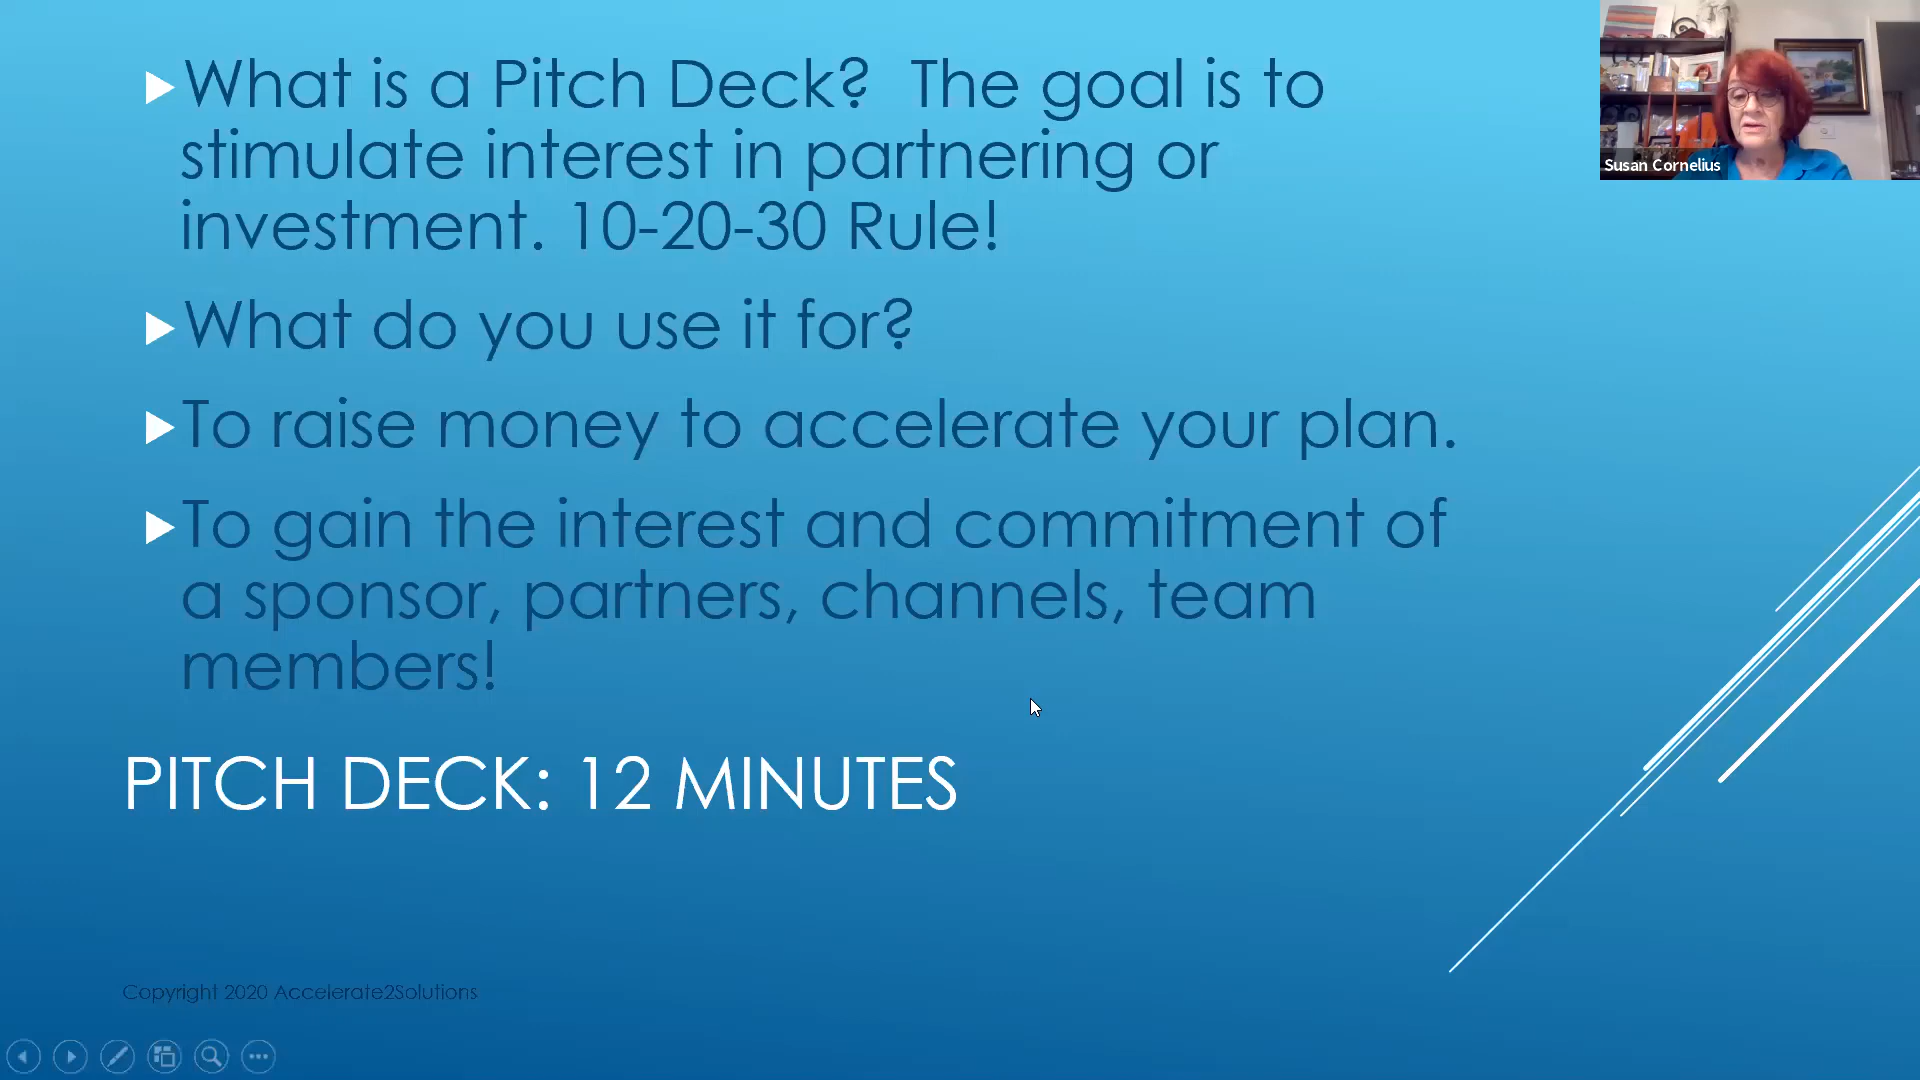 What is a Pitch Deck?  The goal is to
stimulate interest in partnering or
investment. 10-20-30 Rule!
What do you use it for?
To raise money to accelerate your plan.
To gain the interest and commitment of
a sponsor, partners, channels, team
members!
PITCH DECK: 12 MINUTES
Copyright 2020 Accelerate2Solutions
Susan Cornelius